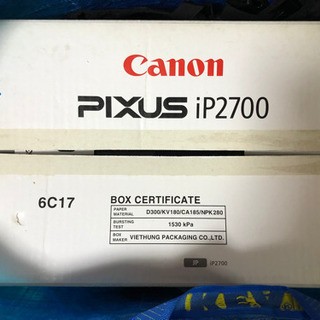 Canon
PIXUS iP2700
6C17
BOX CERTIFICATE
PAPER MATERIAL D300/KV180/CA185/NPK280
BURSTING TEST 1530 kPa
BOX MAKER VIETHUNG PACKAGING CO.,LTD.
JP iP2700